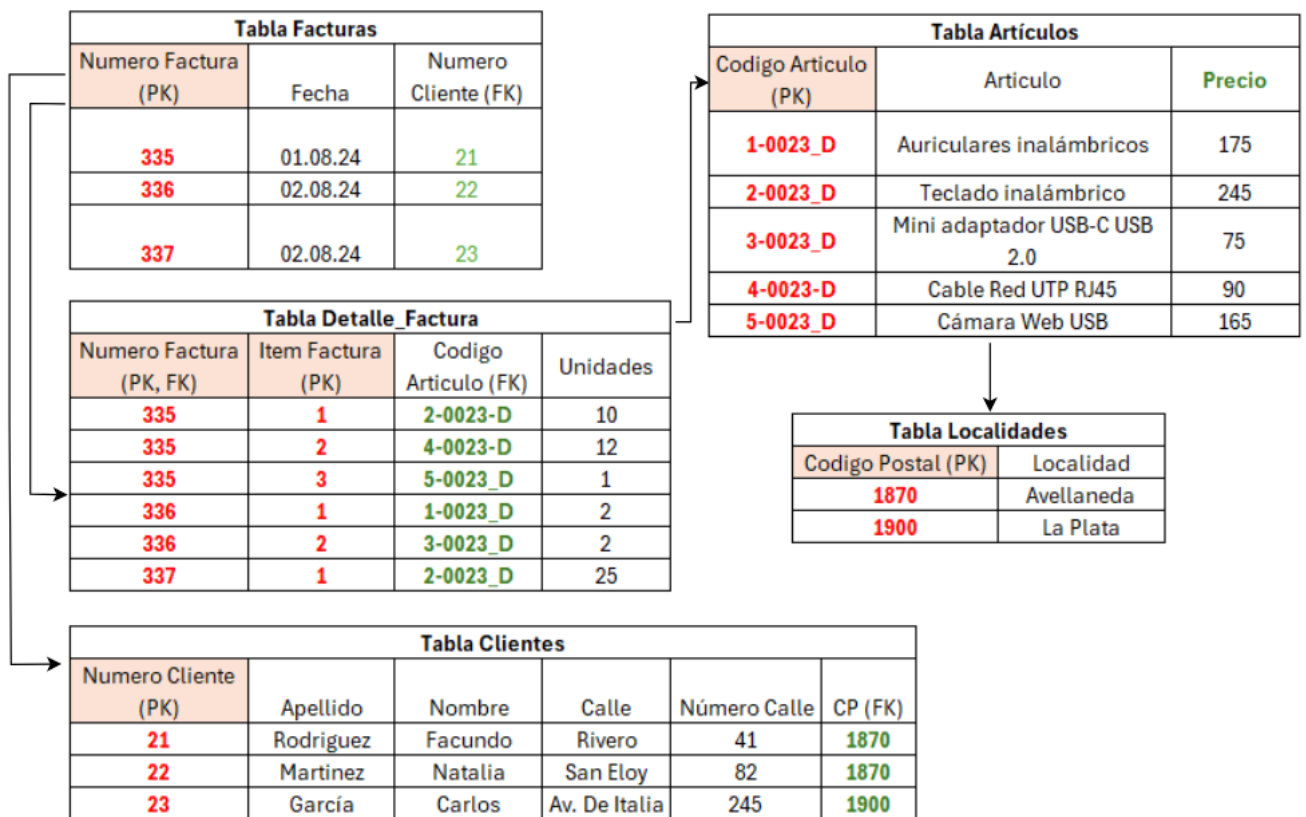 Tabla Facturas
Numero Factura (PK) Fecha Numero Cliente (FK)
335 01.08.24 21
336 02.08.24 22
337 02.08.24 23
Tabla Artículos
Codigo Articulo (PK) Articulo Precio
1-0023_D Auriculares inalámbricos 175
2-0023_D Teclado inalámbrico 245
3-0023_D Mini adaptador USB-C USB 2.0 75
4-0023-D Cable Red UTP RJ45 90
5-0023_D Cámara Web USB 165
Tabla Detalle_Factura
Numero Factura (PK, FK) Item Factura (PK) Codigo Articulo (FK) Unidades
335 1 2-0023-D 10
335 2 4-0023-D 12
335 3 5-0023_D 1
336 1 1-0023_D 2
336 2 3-0023_D 2
337 1 2-0023_D 25
Tabla Localidades
Codigo Postal (PK) Localidad
1870 Avellaneda
1900 La Plata
Tabla Clientes
Numero Cliente (PK) Apellido Nombre Calle Número Calle CP (FK)
21 Rodriguez Facundo Rivero 41 1870
22 Martinez Natalia San Eloy 82 1870
23 García Carlos Av. De Italia 245 1900